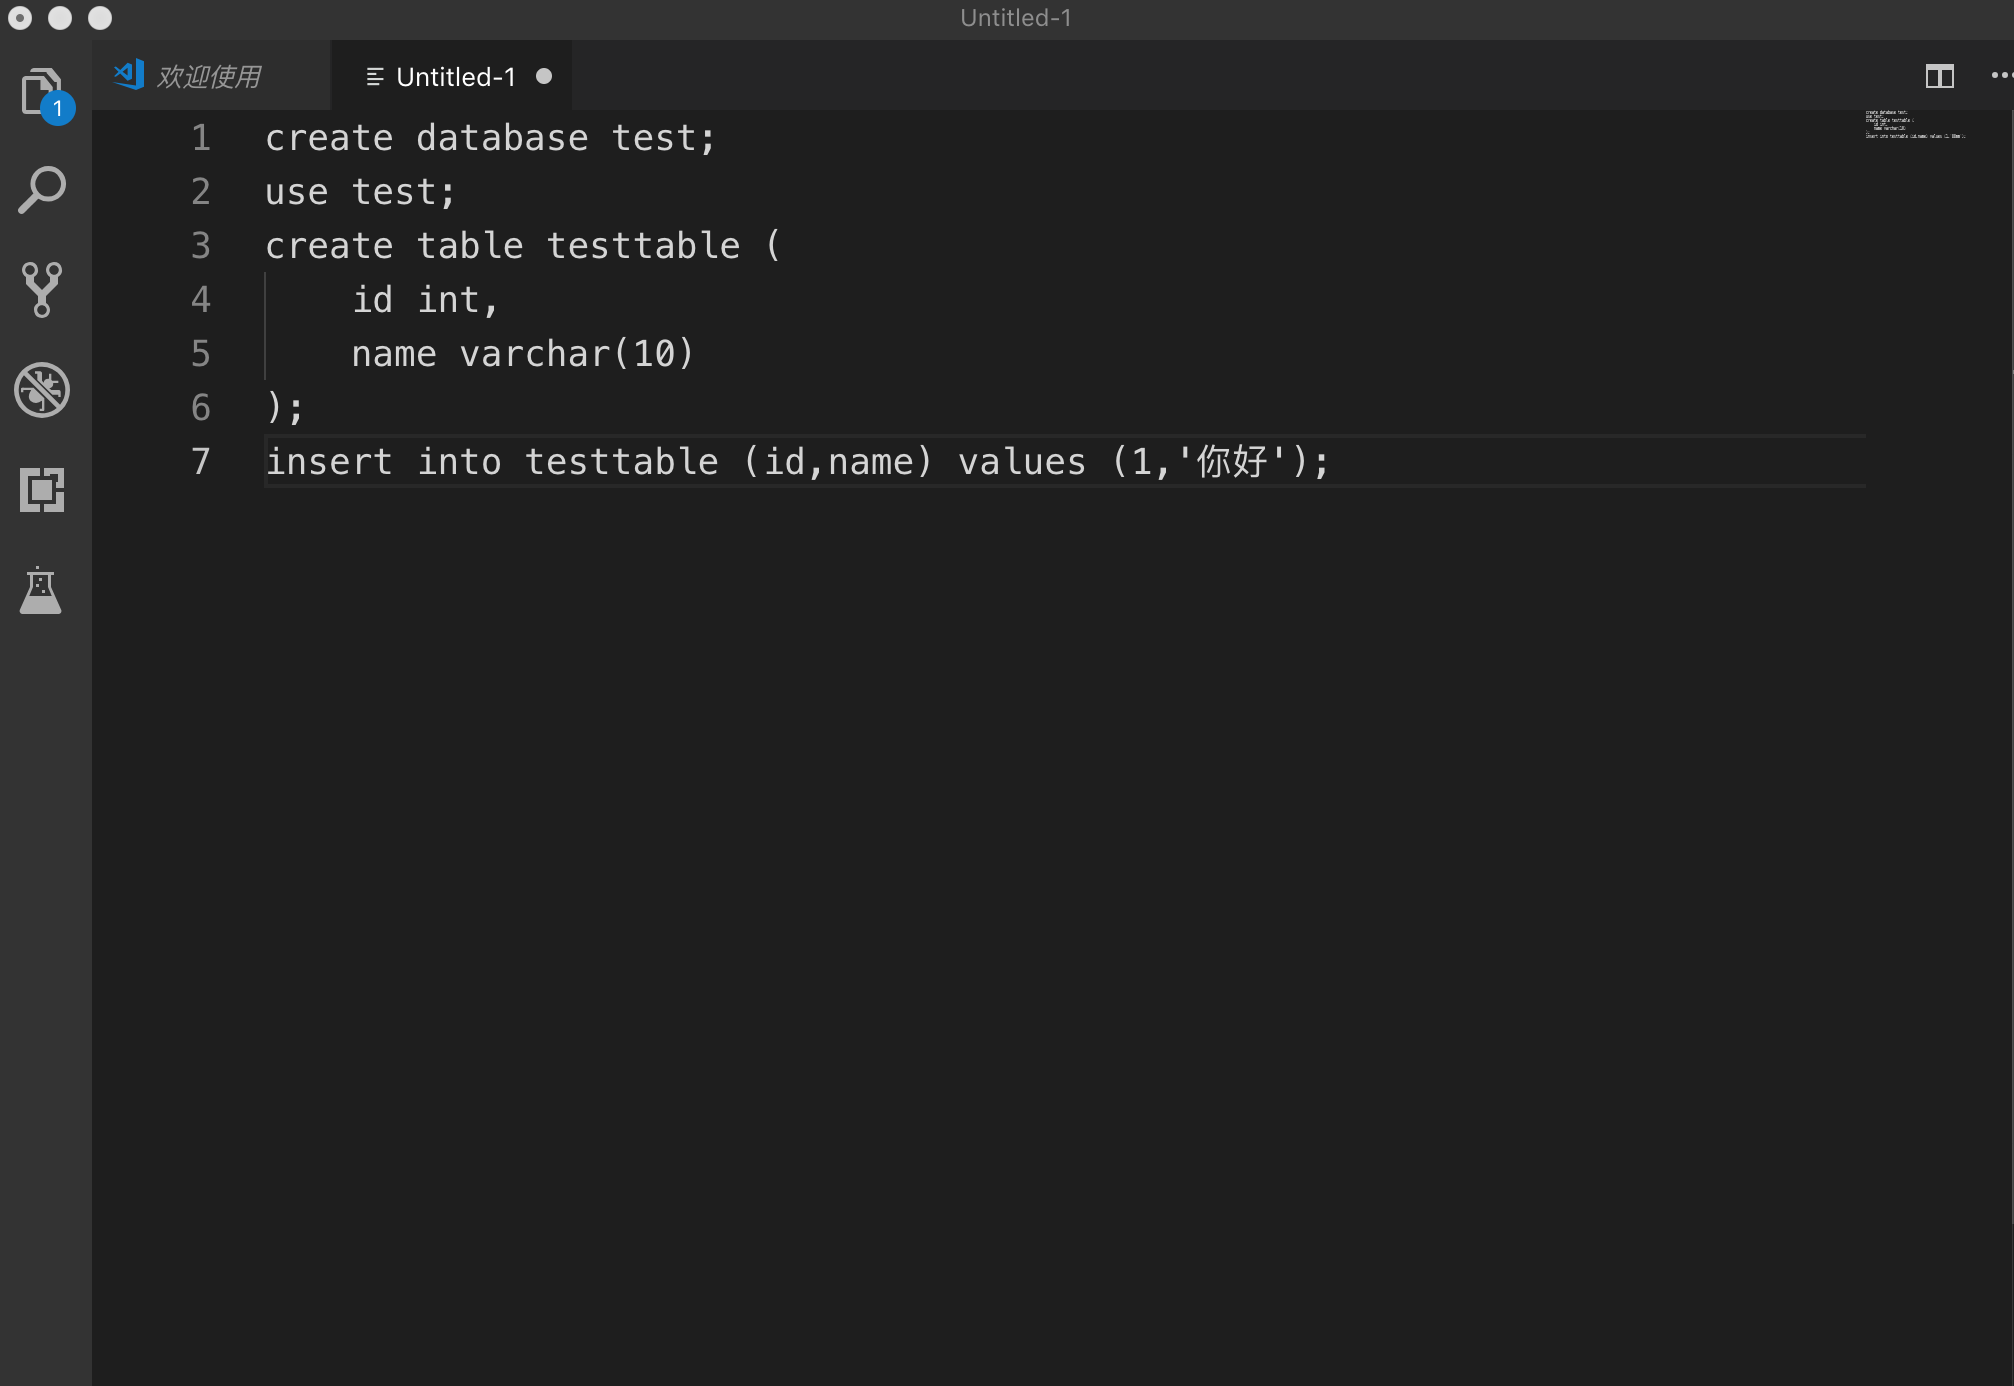 Untitled-1
欢迎使用
Untitled-1
1
1 create database test;
2 use test;
3 create table testtable (
4     id int,
5     name varchar(10)
6 );
7 insert into testtable (id,name) values (1,'你好');